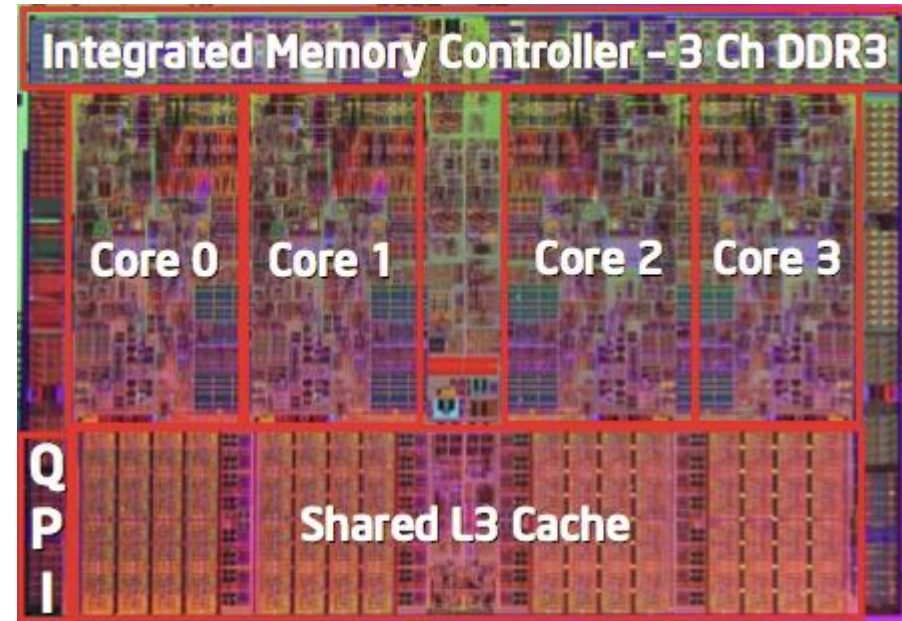 Integrated Memory Controller – 3 Ch DDR3
Core 0
Core 1
Core 2
Core 3
Q
P
I
Shared L3 Cache